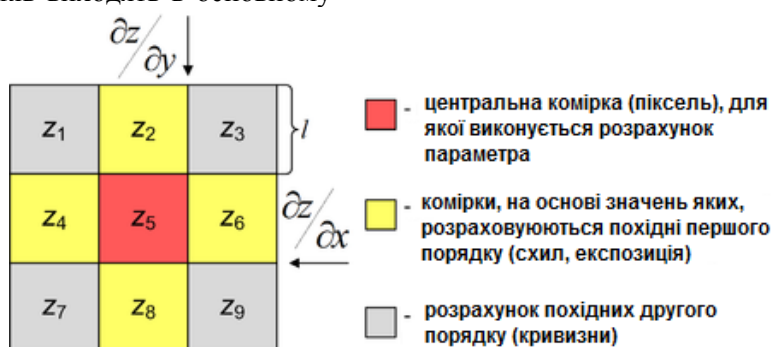 ∂z/∂y
z1 z2 z3 }l
z4 z5 z6 ∂z/∂x
z7 z8 z9
- центральна комірка (піксель), для
якої виконується розрахунок
параметра
- комірки, на основі значень яких,
розраховуюються похідні першого
порядку (схил, експозиція)
- розрахунок похідних другого
порядку (кривизни)